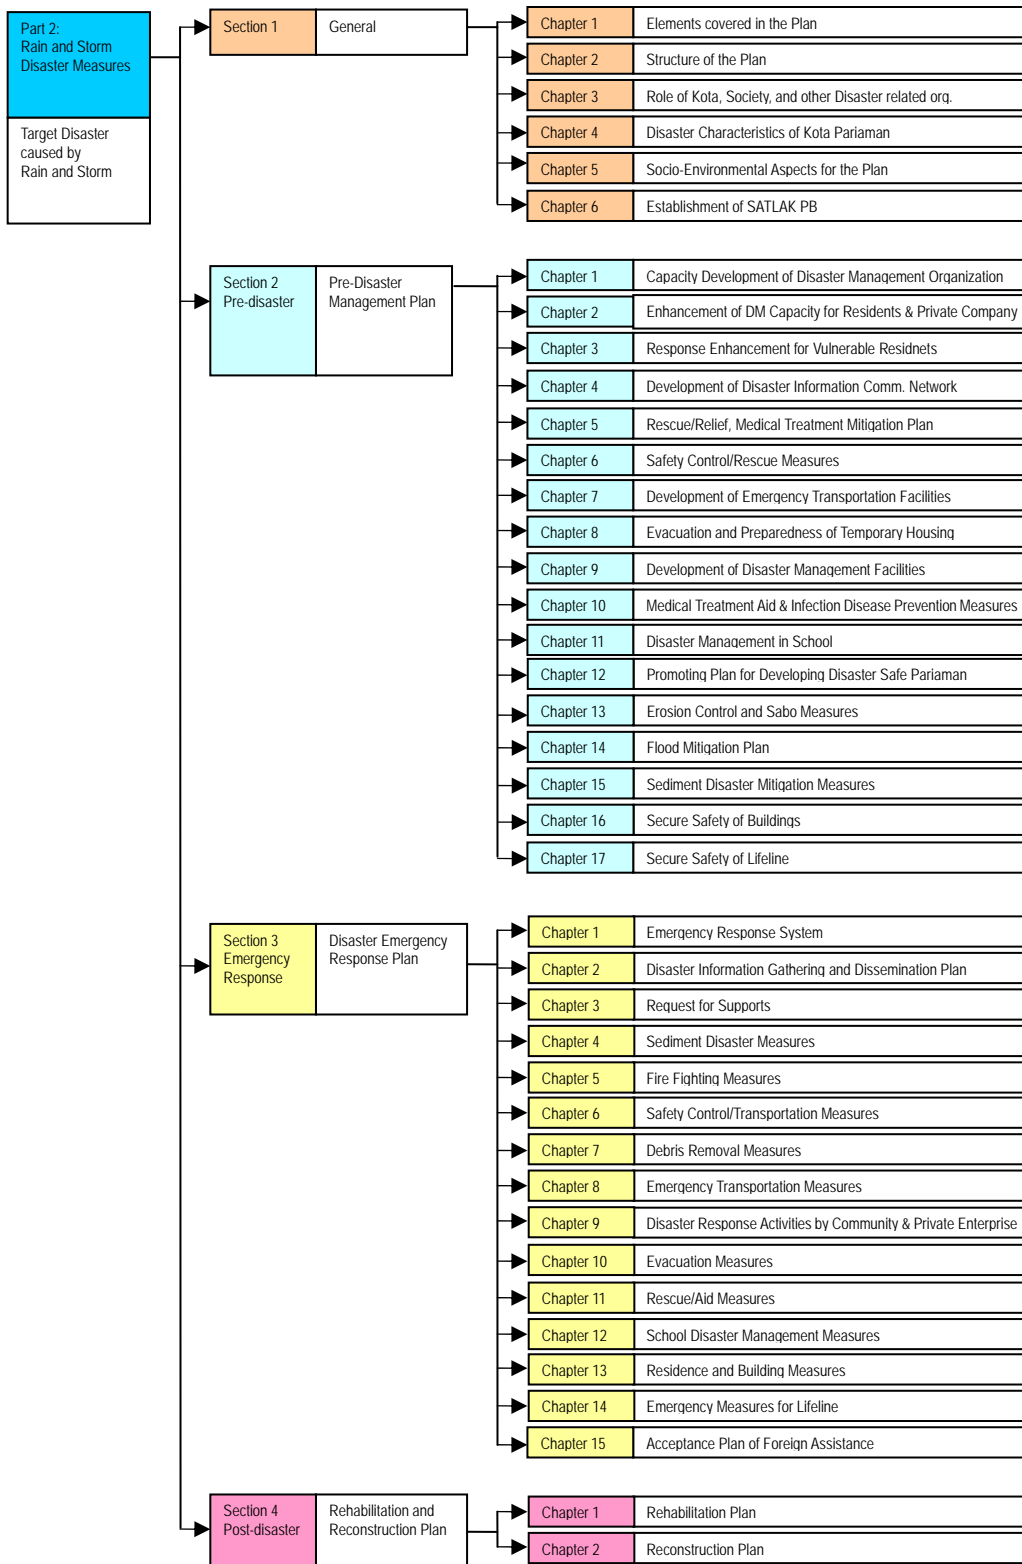 Part 2:
Rain and Storm
Disaster Measures
Target Disaster
caused by
Rain and Storm
Section 1
General
Chapter 1
Elements covered in the Plan
Chapter 2
Structure of the Plan
Chapter 3
Role of Kota, Society, and other Disaster related org.
Chapter 4
Disaster Characteristics of Kota Pariaman
Chapter 5
Socio-Environmental Aspects for the Plan
Chapter 6
Establishment of SATLAK PB
Section 2
Pre-disaster
Pre-Disaster
Management Plan
Chapter 1
Capacity Development of Disaster Management Organization
Chapter 2
Enhancement of DM Capacity for Residents & Private Company
Chapter 3
Response Enhancement for Vulnerable Residnets
Chapter 4
Development of Disaster Information Comm. Network
Chapter 5
Rescue/Relief, Medical Treatment Mitigation Plan
Chapter 6
Safety Control/Rescue Measures
Chapter 7
Development of Emergency Transportation Facilities
Chapter 8
Evacuation and Preparedness of Temporary Housing
Chapter 9
Development of Disaster Management Facilities
Chapter 10
Medical Treatment Aid & Infection Disease Prevention Measures
Chapter 11
Disaster Management in School
Chapter 12
Promoting Plan for Developing Disaster Safe Pariaman
Chapter 13
Erosion Control and Sabo Measures
Chapter 14
Flood Mitigation Plan
Chapter 15
Sediment Disaster Mitigation Measures
Chapter 16
Secure Safety of Buildings
Chapter 17
Secure Safety of Lifeline
Section 3
Emergency
Response
Disaster Emergency
Response Plan
Chapter 1
Emergency Response System
Chapter 2
Disaster Information Gathering and Dissemination Plan
Chapter 3
Request for Supports
Chapter 4
Sediment Disaster Measures
Chapter 5
Fire Fighting Measures
Chapter 6
Safety Control/Transportation Measures
Chapter 7
Debris Removal Measures
Chapter 8
Emergency Transportation Measures
Chapter 9
Disaster Response Activities by Community & Private Enterprise
Chapter 10
Evacuation Measures
Chapter 11
Rescue/Aid Measures
Chapter 12
School Disaster Management Measures
Chapter 13
Residence and Building Measures
Chapter 14
Emergency Measures for Lifeline
Chapter 15
Acceptance Plan of Foreign Assistance
Section 4
Post-disaster
Rehabilitation and
Reconstruction Plan
Chapter 1
Rehabilitation Plan
Chapter 2
Reconstruction Plan